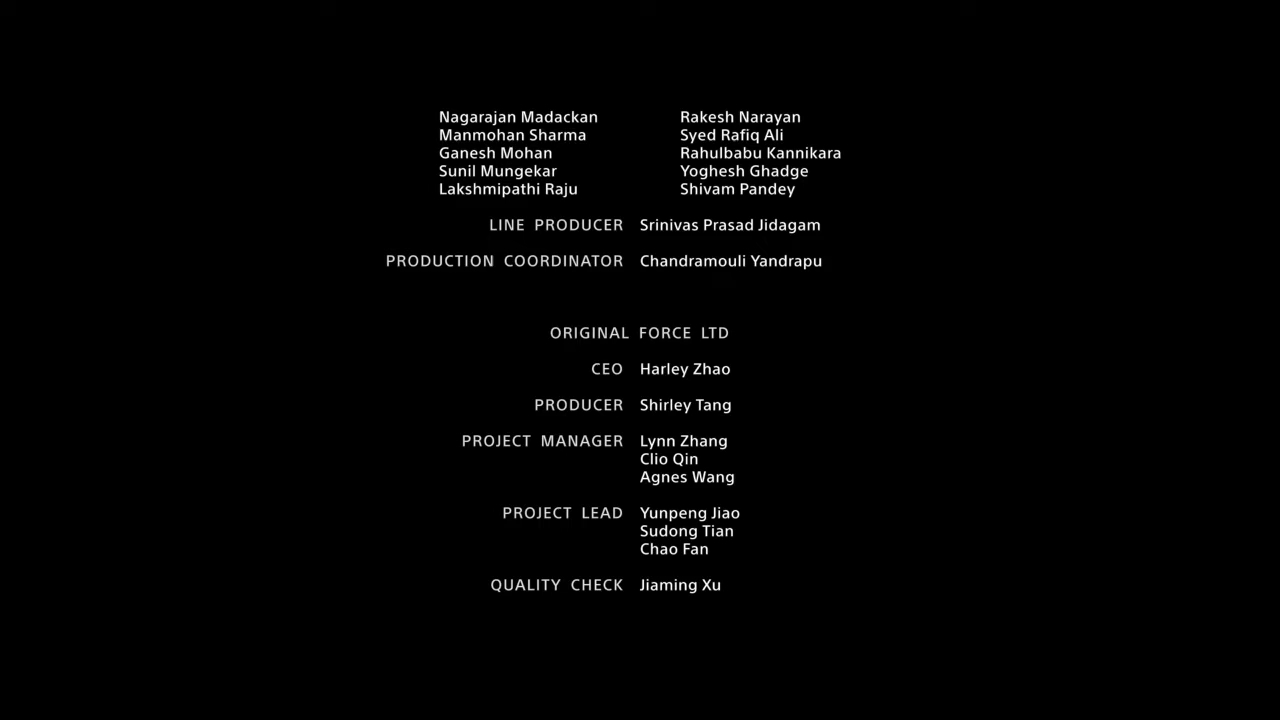 Nagarajan Madackan Rakesh Narayan
Manmohan Sharma Syed Rafiq Ali
Ganesh Mohan Rahulbabu Kannikara
Sunil Mungekar Yoghesh Ghadge
Lakshmipathi Raju Shivam Pandey
LINE PRODUCER Srinivas Prasad Jidagam
PRODUCTION COORDINATOR Chandramouli Yandrapu
ORIGINAL FORCE LTD
CEO Harley Zhao
PRODUCER Shirley Tang
PROJECT MANAGER Lynn Zhang
Clio Qin
Agnes Wang
PROJECT LEAD Yunpeng Jiao
Sudong Tian
Chao Fan
QUALITY CHECK Jiaming Xu